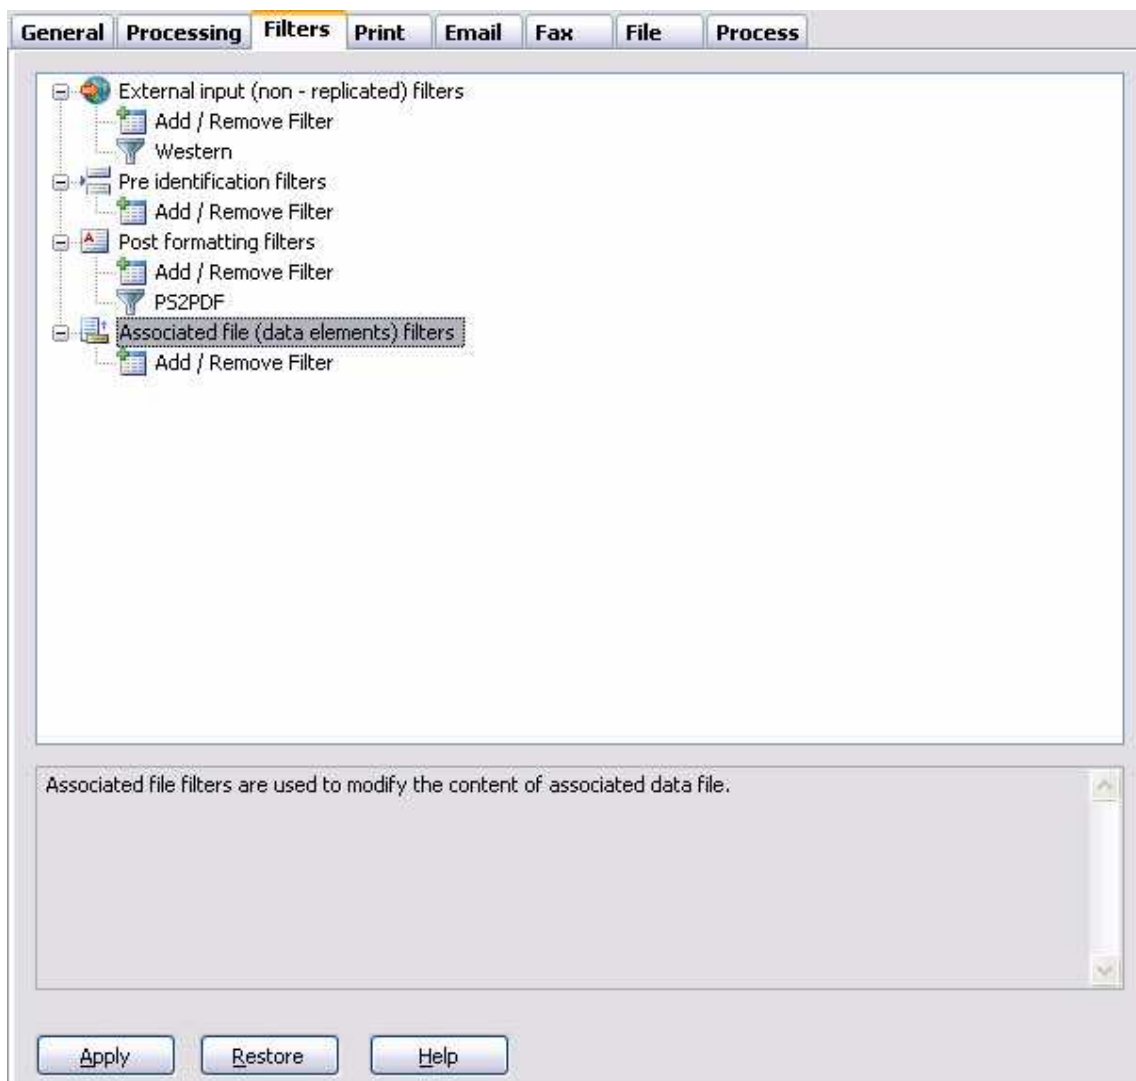 General Processing Filters Print Email Fax File Process
External input (non - replicated) filters
Add / Remove Filter
Western
Pre identification filters
Add / Remove Filter
Post formatting filters
Add / Remove Filter
PS2PDF
Associated file (data elements) filters
Add / Remove Filter
Associated file filters are used to modify the content of associated data file.
Apply Restore Help